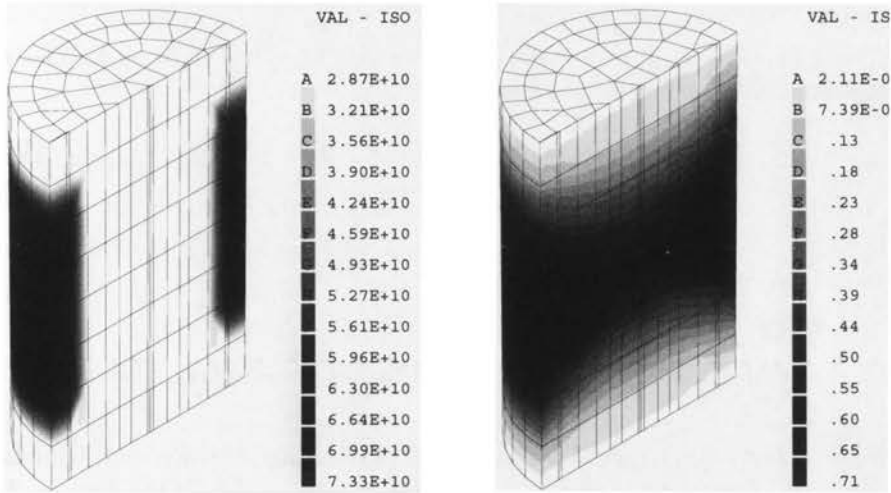 VAL - ISO
A 2.87E+10
B 3.21E+10
C 3.56E+10
D 3.90E+10
E 4.24E+10
F 4.59E+10
G 4.93E+10
H 5.27E+10
5.61E+10
5.96E+10
6.30E+10
6.64E+10
6.99E+10
7.33E+10
VAL - IS
A 2.11E-0
B 7.39E-0
C .13
D .18
E .23
F .28
G .34
H .39
.44
.50
.55
.60
.65
.71